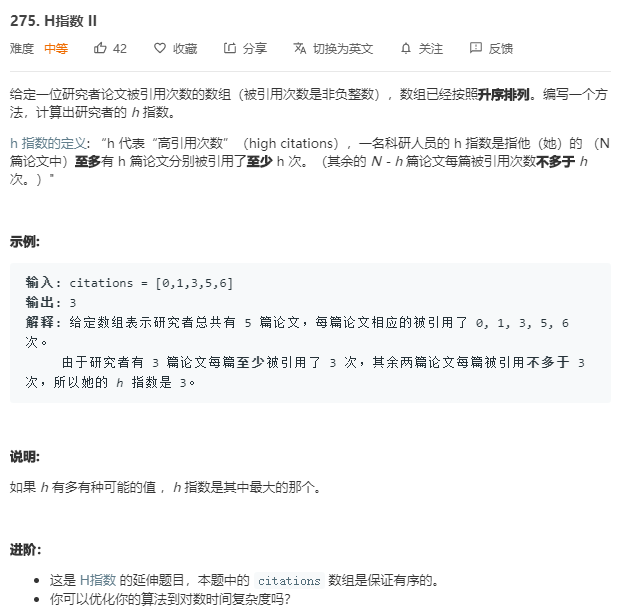 275. H指数 II
难度 中等 42 收藏 分享 切换为英文 关注 反馈
给定一位研究者论文被引用次数的数组（被引用次数是非负整数），数组已经按照升序排列。编写一个方
法，计算出研究者的 h 指数。
h 指数的定义: “h 代表“高引用次数”（high citations），一名科研人员的 h 指数是指他（她）的 （N
篇论文中）至多有 h 篇论文分别被引用了至少 h 次。（其余的 N - h 篇论文每篇被引用次数不多于 h
次。）"
示例:
输入: citations = [0,1,3,5,6]
输出: 3
解释: 给定数组表示研究者总共有 5 篇论文，每篇论文相应的被引用了 0, 1, 3, 5, 6
次。
由于研究者有 3 篇论文每篇至少被引用了 3 次，其余两篇论文每篇被引用不多于 3
次，所以她的 h 指数是 3。
说明:
如果 h 有多有种可能的值 ，h 指数是其中最大的那个。
进阶：
• 这是 H指数 的延伸题目，本题中的 citations 数组是保证有序的。
• 你可以优化你的算法到对数时间复杂度吗？